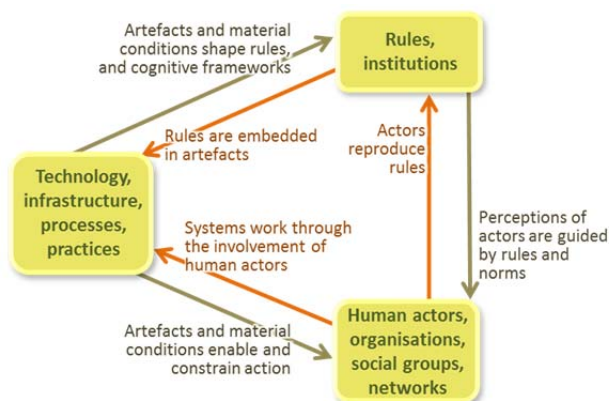 Artefacts and material
conditions shape rules,
and cognitive frameworks
Rules,
institutions
Rules are embedded
in artefacts
Actors
reproduce
rules
Technology,
infrastructure,
processes,
practices
Systems work through
the involvement of
human actors
Perceptions of
actors are guided
by rules and
norms
Artefacts and material
conditions enable and
constrain action
Human actors,
organisations,
social groups,
networks